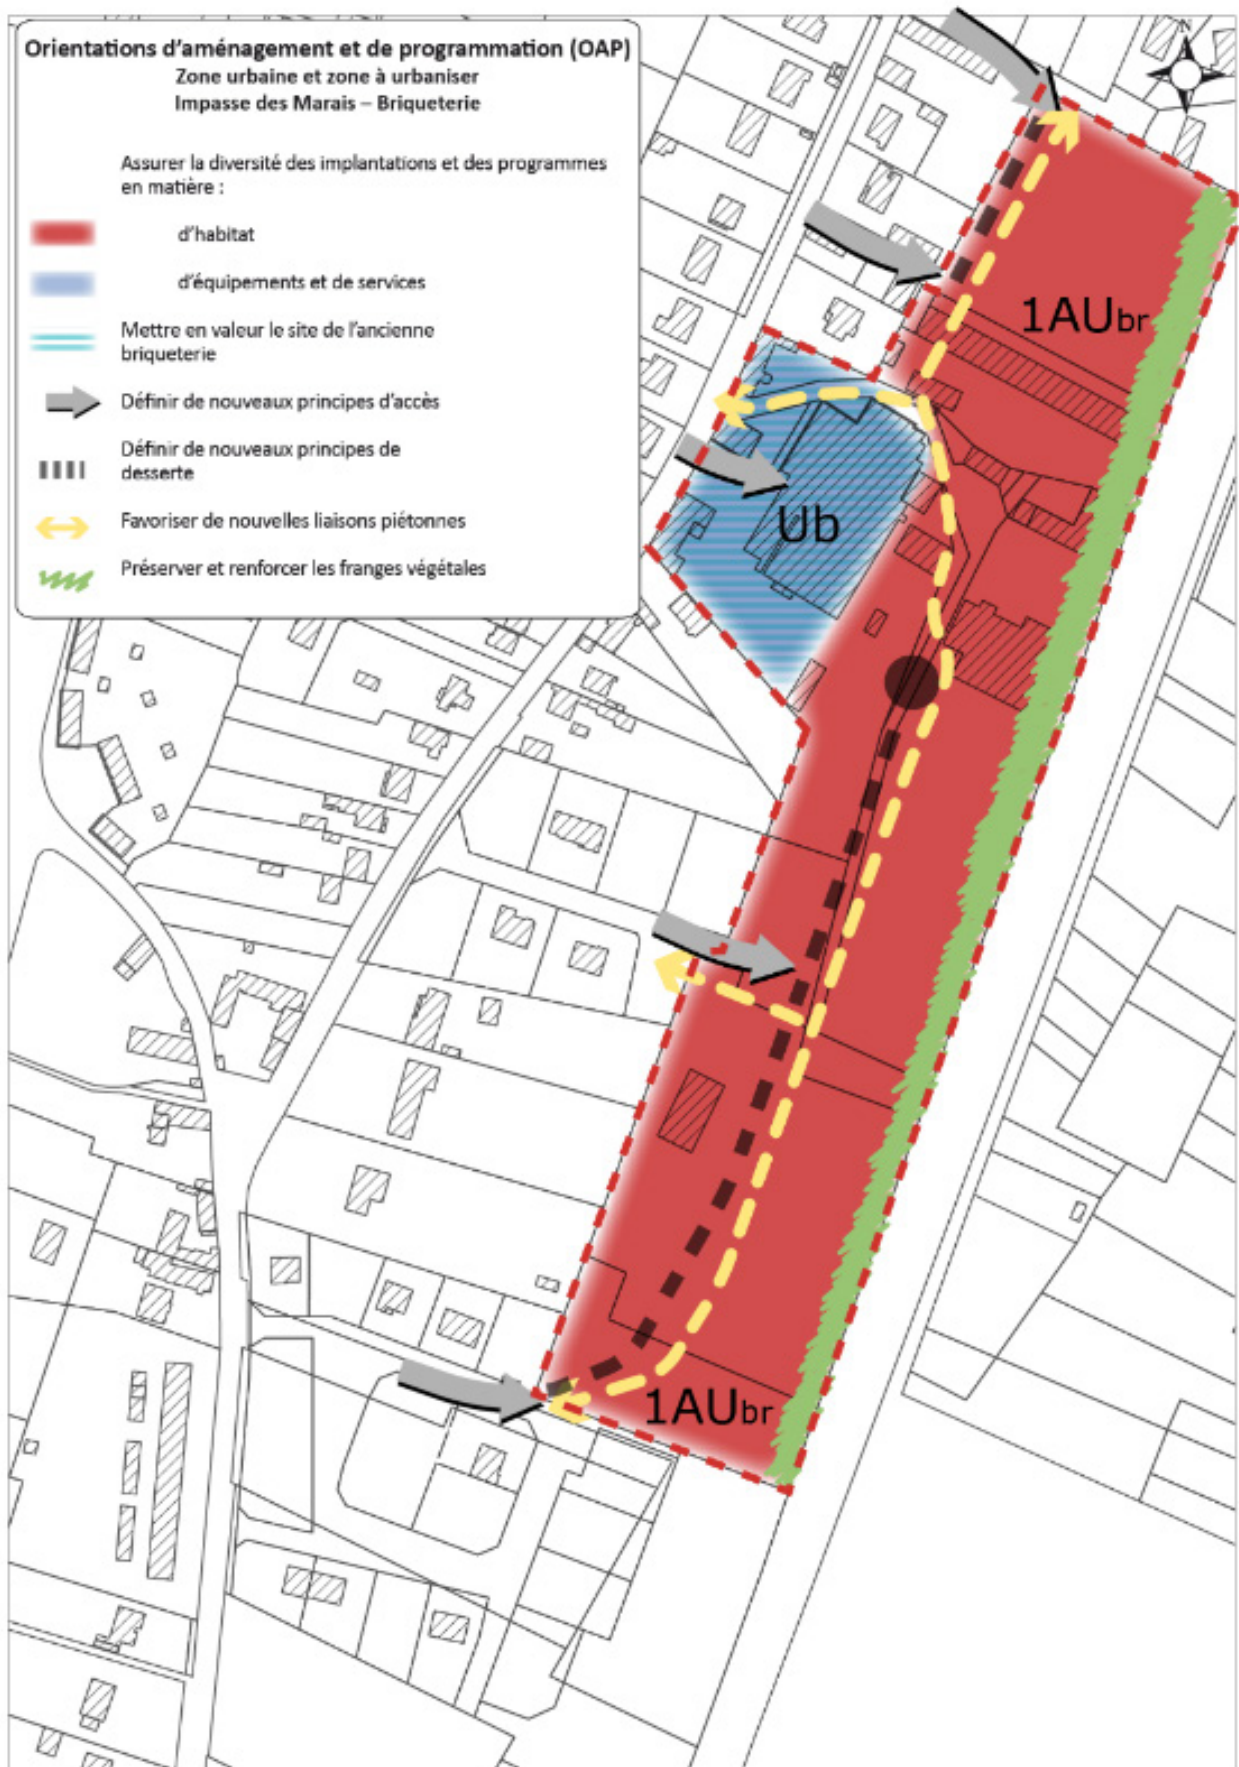 Orientations d’aménagement et de programmation (OAP)
Zone urbaine et zone à urbaniser
Impasse des Marais – Briqueterie
Assurer la diversité des implantations et des programmes
en matière :
d’habitat
d’équipements et de services
Mettre en valeur le site de l’ancienne
briqueterie
Définir de nouveaux principes d’accès
Définir de nouveaux principes de
desserte
Favoriser de nouvelles liaisons piétonnes
Préserver et renforcer les franges végétales
N
1AUbr
Ub
1AUbr